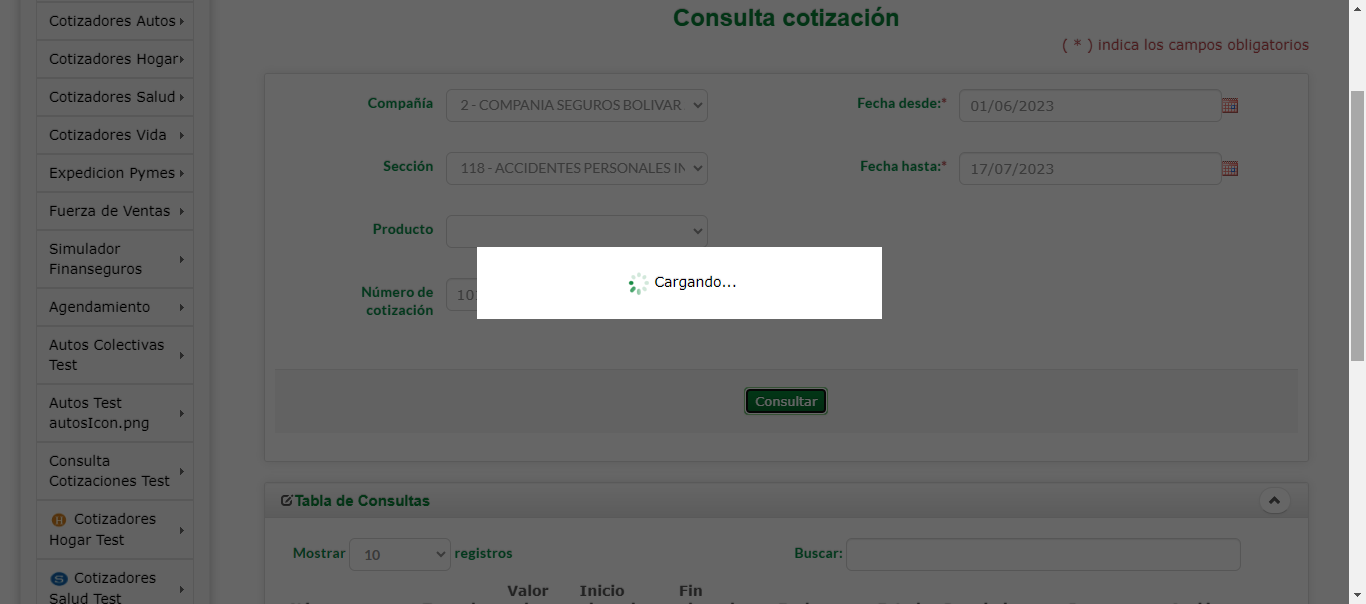 Cotizadores Autos
Cotizadores Hogar
Cotizadores Salud
Cotizadores Vida
Expedicion Pymes
Fuerza de Ventas
Simulador
Finanseguros
Agendamiento
Autos Colectivas
Test
Autos Test
autosIcon.png
Consulta
Cotizaciones Test
H Cotizadores
Hogar Test
S Cotizadores
Salud Test
Consulta cotización
( * ) indica los campos obligatorios
Compañía 2 - COMPANIA SEGUROS BOLIVAR Fecha desde:* 01/06/2023
Sección 118 - ACCIDENTES PERSONALES IN Fecha hasta:* 17/07/2023
Producto
Número de
cotización 10
Cargando...
Consultar
Tabla de Consultas
Mostrar 10 registros Buscar:
Valor Inicio Fin